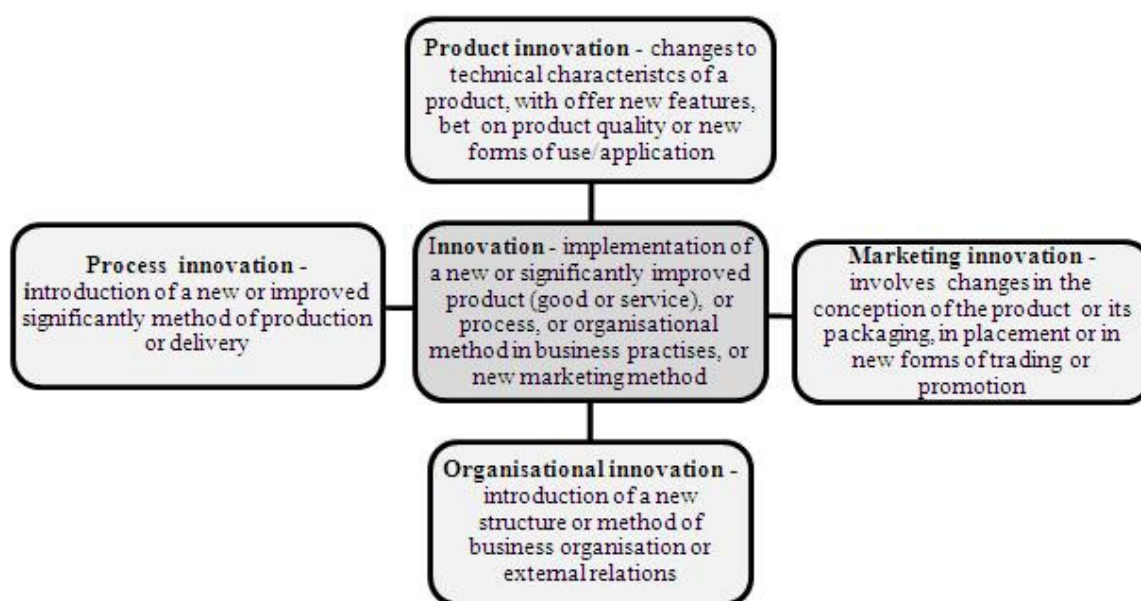 Product innovation - changes to
technical characteristcs of a
product, with offer new features,
bet on product quality or new
forms of use/application
Process innovation -
introduction of a new or improved
significantly method of production
or delivery
Innovation - implementation of
a new or significantly improved
product (good or service), or
process, or organisational
method in business practises, or
new marketing method
Marketing innovation -
involves changes in the
conception of the product or its
packaging, in placement or in
new forms of trading or
promotion
Organisational innovation -
introduction of a new
structure or method of
business organisation or
external relations